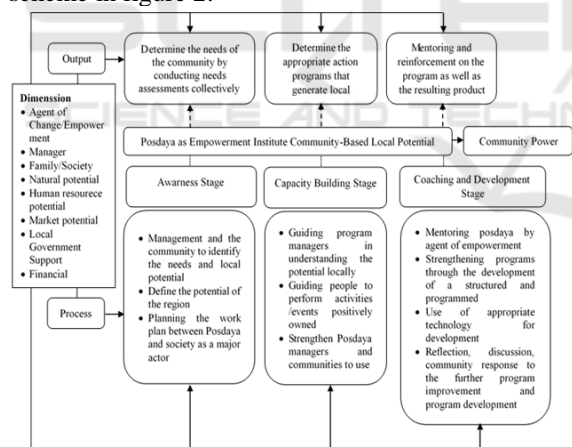 scheme in figure 2.
Output
Determine the needs of
the community by
conducting needs
assessments collectively
Determine the
appropriate action
programs that
generate local
Mentoring and
reinforcement on the
program as well as
the resulting product
Dimenssion
• Agent of
Change/Empower
ment
• Manager
• Family/Society
• Natural potential
• Human resourece
potential
• Market potential
• Local
Government
Support
• Financial
SCIENCE AND TECHN
Posdaya as Empowerment Institute Community-Based Local Potential
Community Power
Awarness Stage
Capacity Building Stage
Coaching and Development
Stage
Process
• Management and the
community to identify
the needs and local
potential
• Define the potential of
the region
• Planning the work
plan between Posdaya
and society as a major
actor
• Guiding program
managers in
understanding the
potential locally
• Guiding people to
perform activities
/events positively
owned
• Strengthen Posdaya
managers and
communities to use
• Mentoring posdaya by
agent of empowerment
• Strengthening programs
through the development
of a structured and
programmed
• Use of appropriate
technology for
development
• Reflection, discussion,
community response to
the further program
improvement and
program development